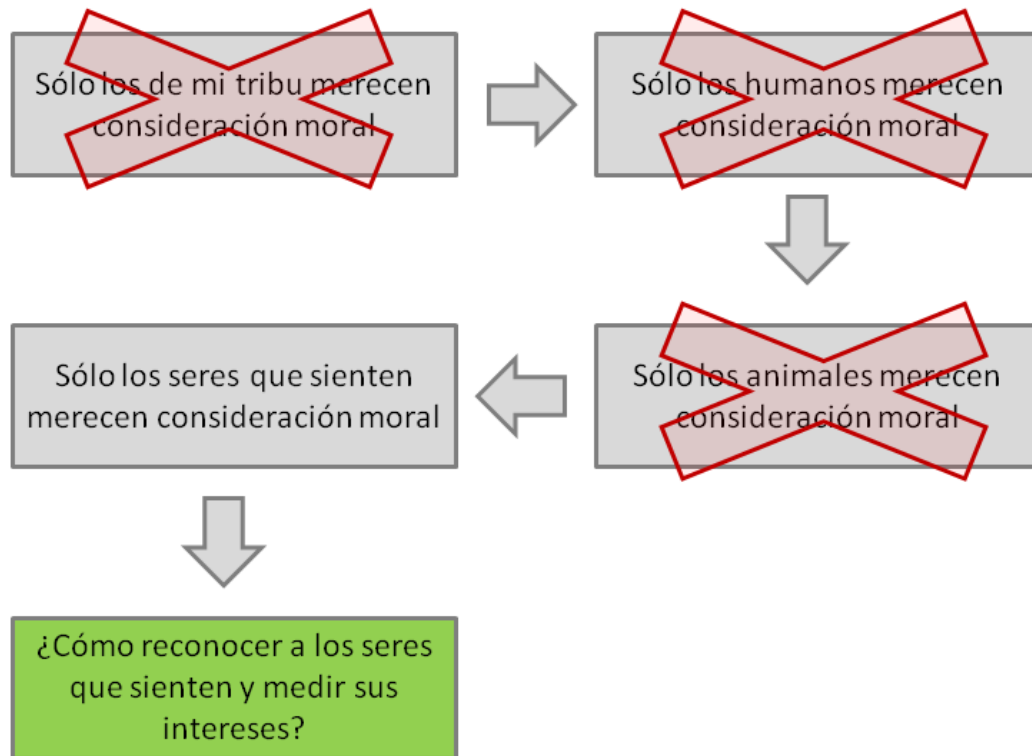 Sólo los de mi tribu merecen
consideración moral
Sólo los humanos merecen
consideración moral
Sólo los animales merecen
consideración moral
Sólo los seres que sienten
merecen consideración moral
¿Cómo reconocer a los seres
que sienten y medir sus
intereses?